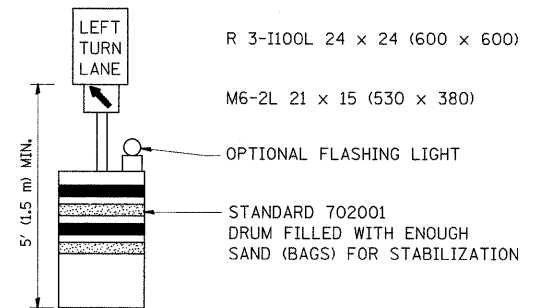 LEFT
TURN
LANE
R 3-I100L 24 x 24 (600 x 600)
M6-2L 21 x 15 (530 x 380)
5' (1.5 m) MIN.
OPTIONAL FLASHING LIGHT
STANDARD 702001
DRUM FILLED WITH ENOUGH
SAND (BAGS) FOR STABILIZATION